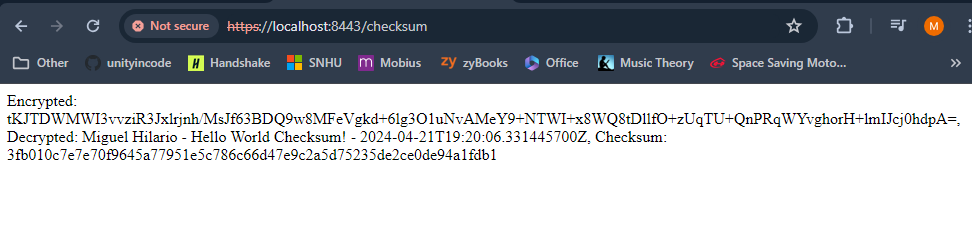 Not secure https://localhost:8443/checksum M
Other unityincode Handshake SNHU Mobius zy zyBooks Office Music Theory Space Saving Moto... »
Encrypted:
tKJTDWMWI3vvziR3Jxlrjnh/MsJf63BDQ9w8MFeVgkd+6lg3O1uNvAMeY9+NTWI+x8WQ8tDllfO+zUqTU+QnPRqWYvghorH+lmIJcj0hdpA=,
Decrypted: Miguel Hilario - Hello World Checksum! - 2024-04-21T19:20:06.331445700Z, Checksum:
3fb010c7e7e70f9645a77951e5c786c66d47e9c2a5d75235de2ce0de94a1fdb1